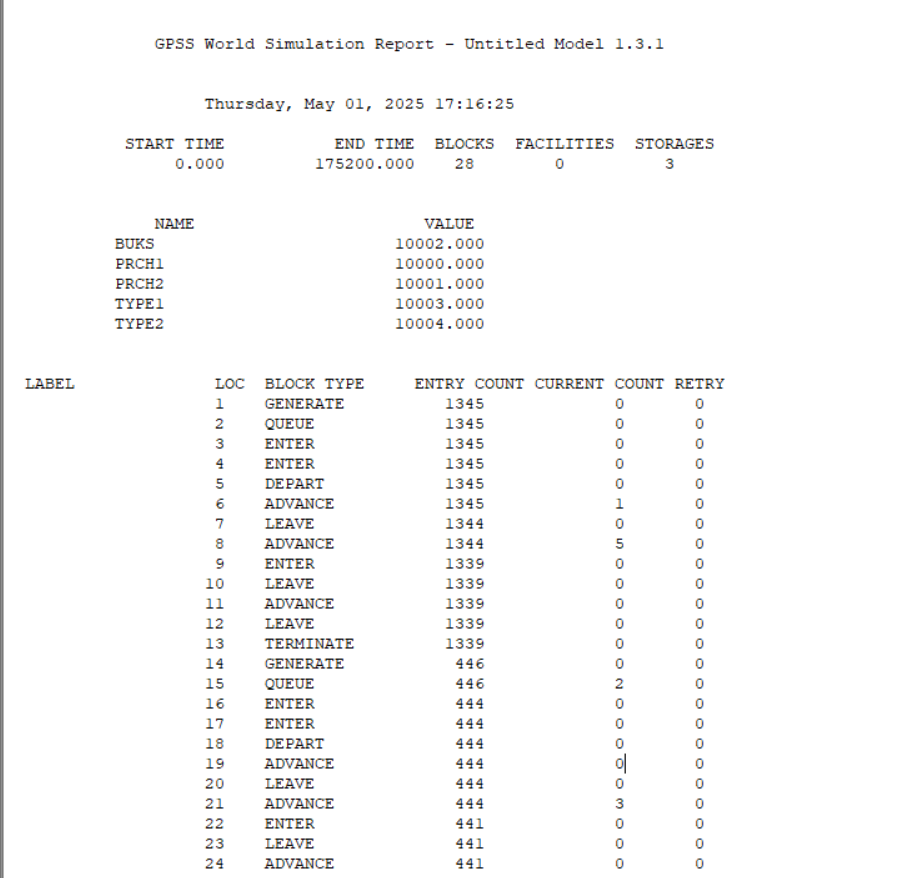 GPSS World Simulation Report - Untitled Model 1.3.1
Thursday, May 01, 2025 17:16:25
START TIME END TIME BLOCKS FACILITIES STORAGES
0.000 175200.000 28 0 3
NAME VALUE
BUKS 10002.000
PRCH1 10000.000
PRCH2 10001.000
TYPE1 10003.000
TYPE2 10004.000
LABEL LOC BLOCK TYPE ENTRY COUNT CURRENT COUNT RETRY
1 GENERATE 1345 0 0
2 QUEUE 1345 0 0
3 ENTER 1345 0 0
4 ENTER 1345 0 0
5 DEPART 1345 0 0
6 ADVANCE 1345 1 0
7 LEAVE 1344 0 0
8 ADVANCE 1344 5 0
9 ENTER 1339 0 0
10 LEAVE 1339 0 0
11 ADVANCE 1339 0 0
12 LEAVE 1339 0 0
13 TERMINATE 1339 0 0
14 GENERATE 446 0 0
15 QUEUE 446 2 0
16 ENTER 444 0 0
17 ENTER 444 0 0
18 DEPART 444 0 0
19 ADVANCE 444 0 0
20 LEAVE 444 0 0
21 ADVANCE 444 3 0
22 ENTER 441 0 0
23 LEAVE 441 0 0
24 ADVANCE 441 0 0